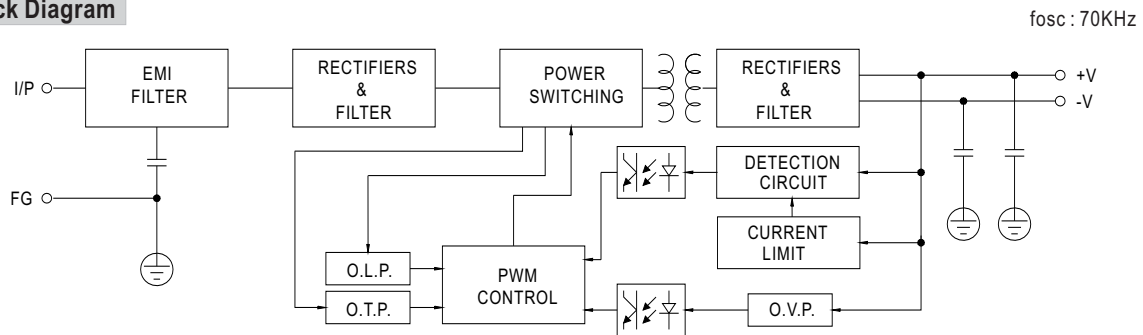 ck Diagram
fosc : 70KHz
I/P
EMI
FILTER
RECTIFIERS
&
FILTER
POWER
SWITCHING
RECTIFIERS
&
FILTER
+V
-V
DETECTION
CIRCUIT
FG
CURRENT
LIMIT
O.L.P.
PWM
CONTROL
O.T.P.
O.V.P.